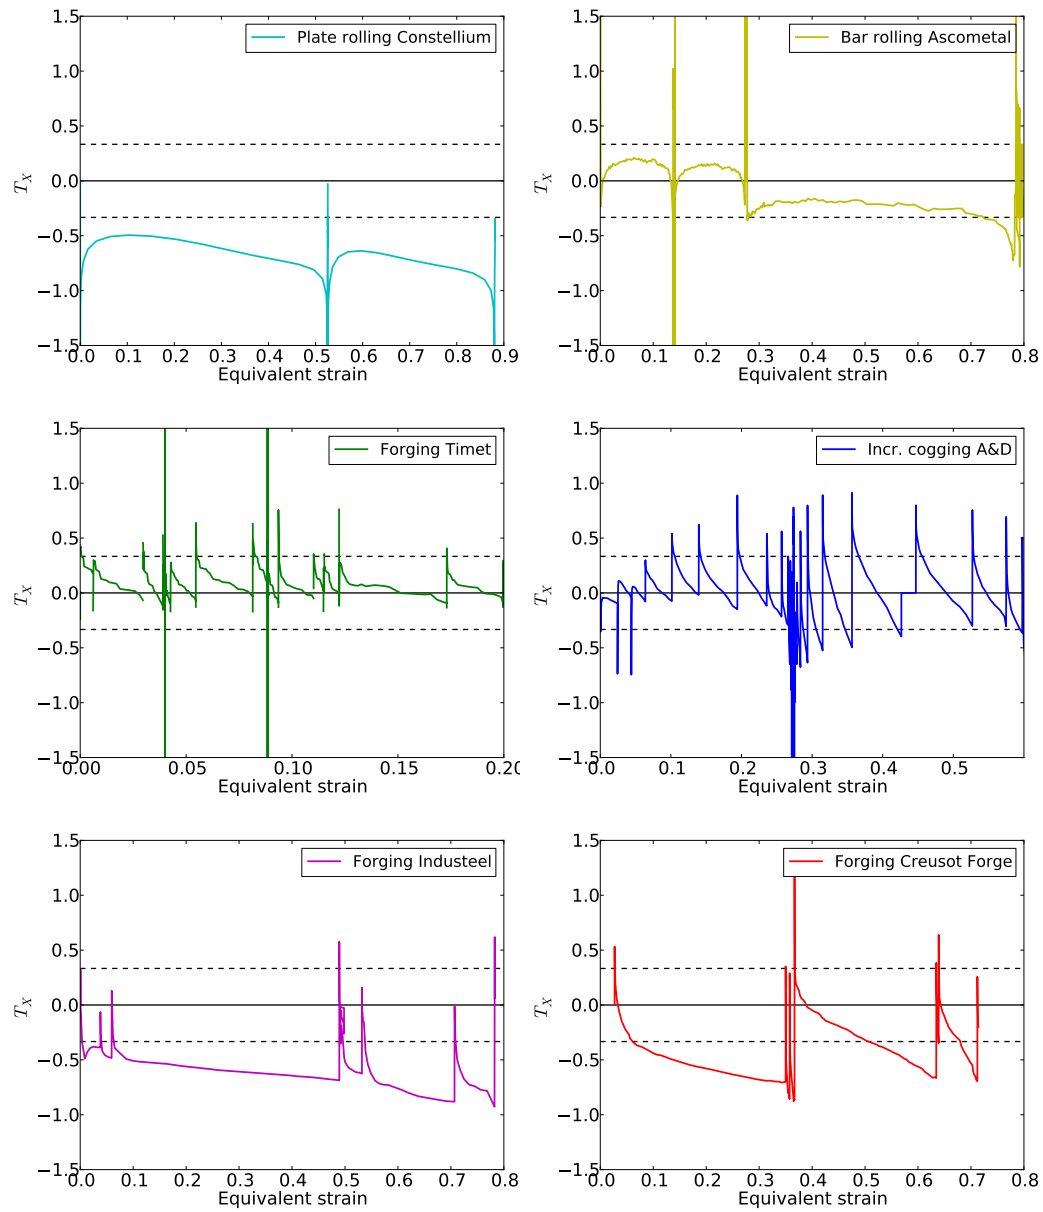 Plate rolling Constellium
1.5
1.0
0.5
0.0
−0.5
−1.0
−1.5
T_X
0.0 0.1 0.2 0.3 0.4 0.5 0.6 0.7 0.8 0.9
Equivalent strain
Bar rolling Ascometal
1.5
1.0
0.5
0.0
−0.5
−1.0
−1.5
T_X
0.0 0.1 0.2 0.3 0.4 0.5 0.6 0.7 0.8
Equivalent strain
Forging Timet
1.5
1.0
0.5
0.0
−0.5
−1.0
−1.5
T_X
0.00 0.05 0.10 0.15 0.20
Equivalent strain
Incr. cogging A&D
1.5
1.0
0.5
0.0
−0.5
−1.0
−1.5
T_X
0.0 0.1 0.2 0.3 0.4 0.5
Equivalent strain
Forging Industeel
1.5
1.0
0.5
0.0
−0.5
−1.0
−1.5
T_X
0.0 0.1 0.2 0.3 0.4 0.5 0.6 0.7 0.8
Equivalent strain
Forging Creusot Forge
1.5
1.0
0.5
0.0
−0.5
−1.0
−1.5
T_X
0.0 0.1 0.2 0.3 0.4 0.5 0.6 0.7 0.8
Equivalent strain